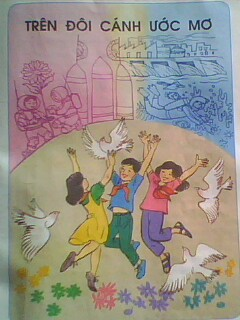 TRÊN ĐÔI CÁNH ƯỚC MƠ